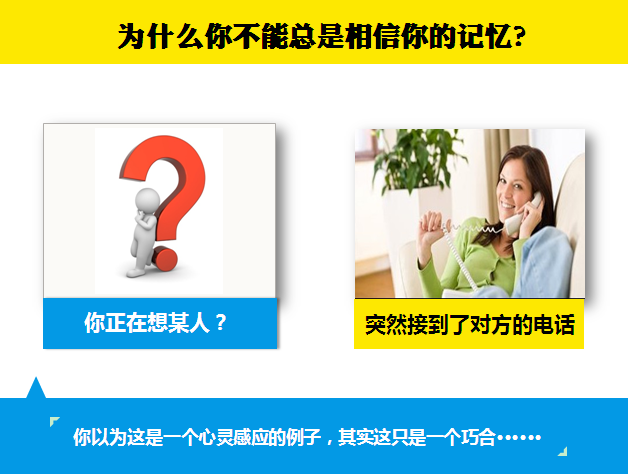 为什么你不能总是相信你的记忆?
你正在想某人？
突然接到了对方的电话
你以为这是一个心灵感应的例子，其实这只是一个巧合······